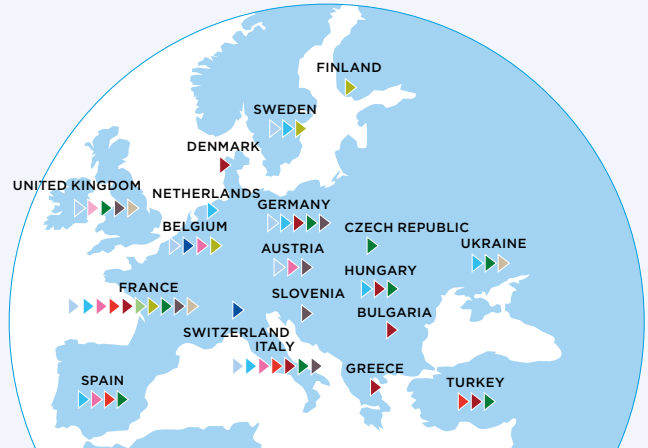 FINLAND
SWEDEN
DENMARK
UNITED KINGDOM
NETHERLANDS
GERMANY
BELGIUM
CZECH REPUBLIC
UKRAINE
AUSTRIA
HUNGARY
FRANCE
SLOVENIA
BULGARIA
SWITZERLAND
ITALY
GREECE
SPAIN
TURKEY